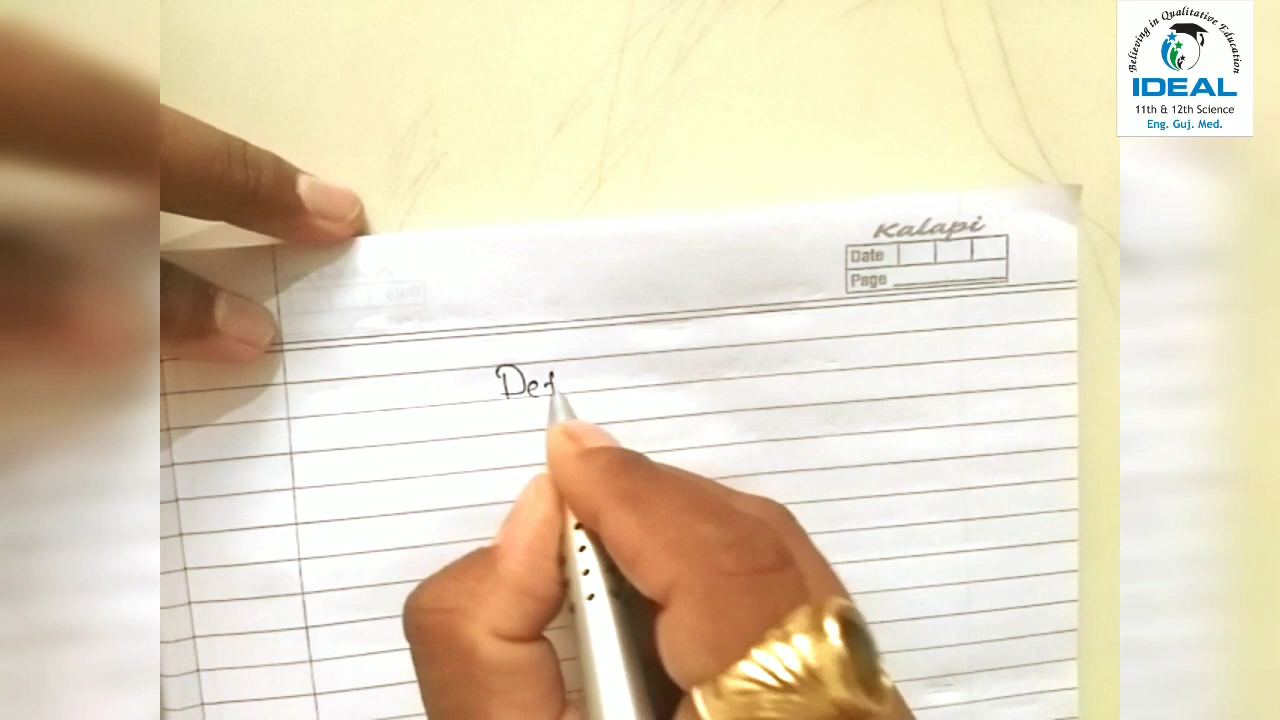 Believing in Qualitative Education
IDEAL
11th & 12th Science
Eng. Guj. Med.
Kalapi
Date
Page
Def